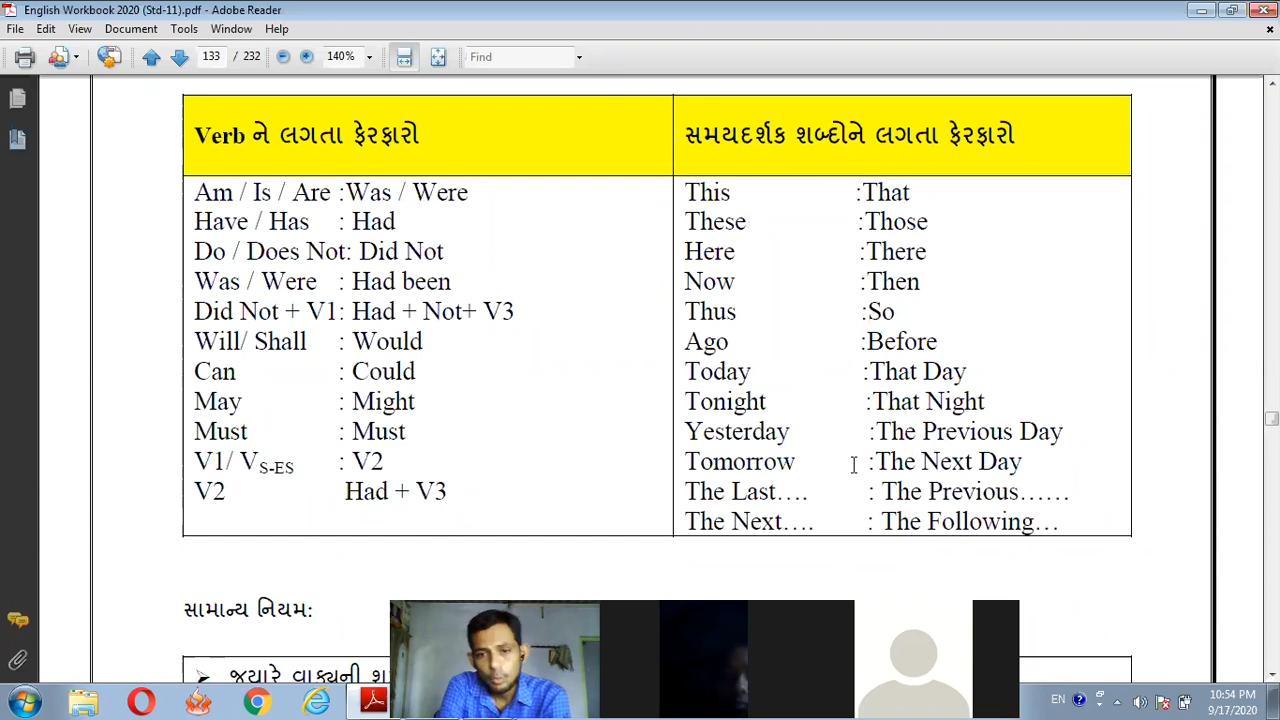 English Workbook 2020 (Std-11).pdf - Adobe Reader
File Edit View Document Tools Window Help
133 / 232 140% Find
Verb ને લગતા ફેરફારો
Am / Is / Are :Was / Were
Have / Has : Had
Do / Does Not: Did Not
Was / Were : Had been
Did Not + V1: Had + Not+ V3
Will/ Shall : Would
Can : Could
May : Might
Must : Must
V1/ VS-ES : V2
V2 Had + V3
સમયદર્શક શબ્દોને લગતા ફેરફારો
This :That
These :Those
Here :There
Now :Then
Thus :So
Ago :Before
Today :That Day
Tonight :That Night
Yesterday :The Previous Day
Tomorrow :The Next Day
The Last…. : The Previous……
The Next…. : The Following…
સામાન્ય નિયમ:
➢ જ્યારે વાક્યની
EN 10:54 PM
9/17/2020